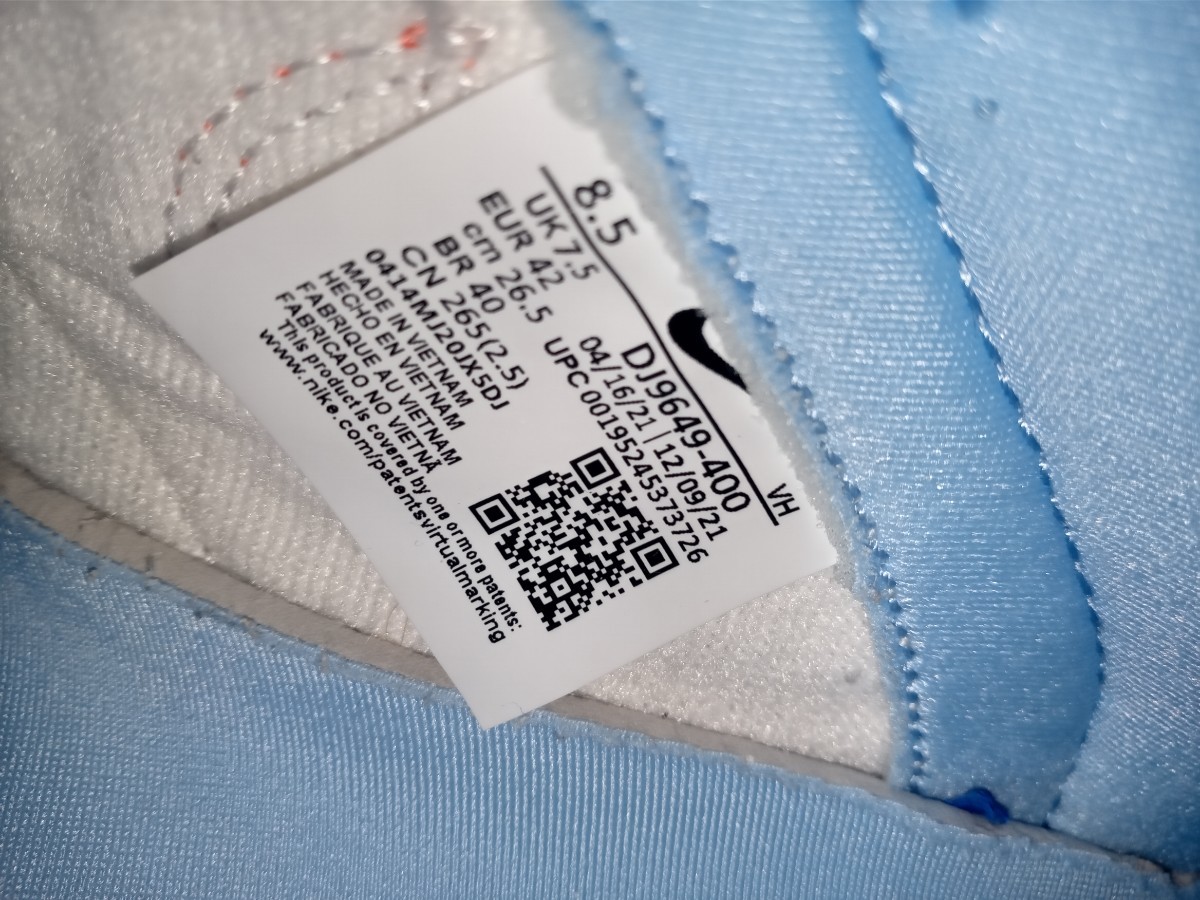 8.5
UK 7.5
EUR 42
cm 26.5
BR 40
CN 265(2.5)
0414MJ20JX5DJ
MADE IN VIETNAM
HECHO EN VIETNAM
FABRIQUE AU VIETNAM
FABRICADO NO VIETNÃ
This product is covered by one or more patents:
www.nike.com/patentsvirtualmarking
VH
DJ9649-400
04/16/21 | 12/09/21
UPC 00195245373726